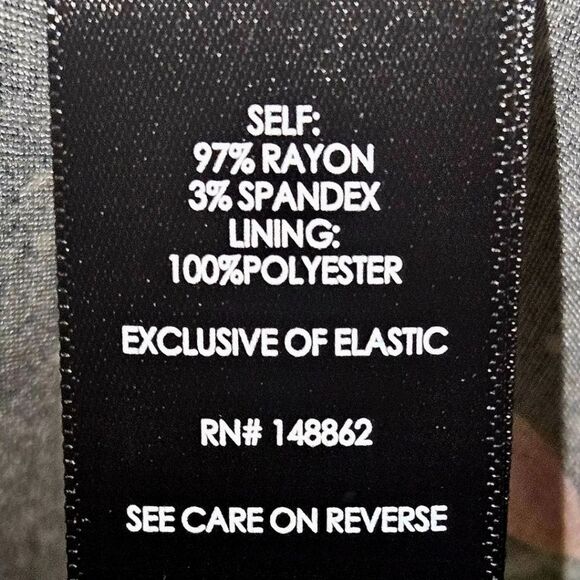 SELF:
97% RAYON
3% SPANDEX
LINING:
100%POLYESTER
EXCLUSIVE OF ELASTIC
RN# 148862
SEE CARE ON REVERSE